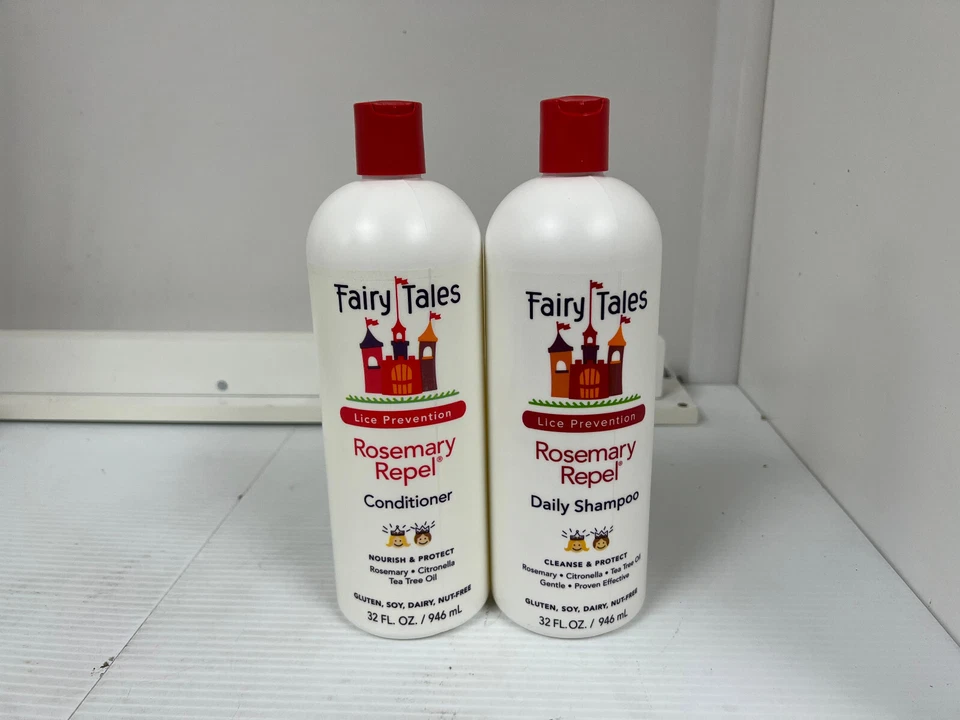 Fairy Tales
Lice Prevention
Rosemary
Repel®
Conditioner
NOURISH & PROTECT
Rosemary • Citronella
Tea Tree Oil
GLUTEN, SOY, DAIRY, NUT-FREE
32 FL. OZ. / 946 mL
Fairy Tales
Lice Prevention
Rosemary
Repel®
Daily Shampoo
CLEANSE & PROTECT
Rosemary • Citronella • Tea Tree Oil
Gentle • Proven Effective
GLUTEN, SOY, DAIRY, NUT-FREE
32 FL. OZ. / 946 mL